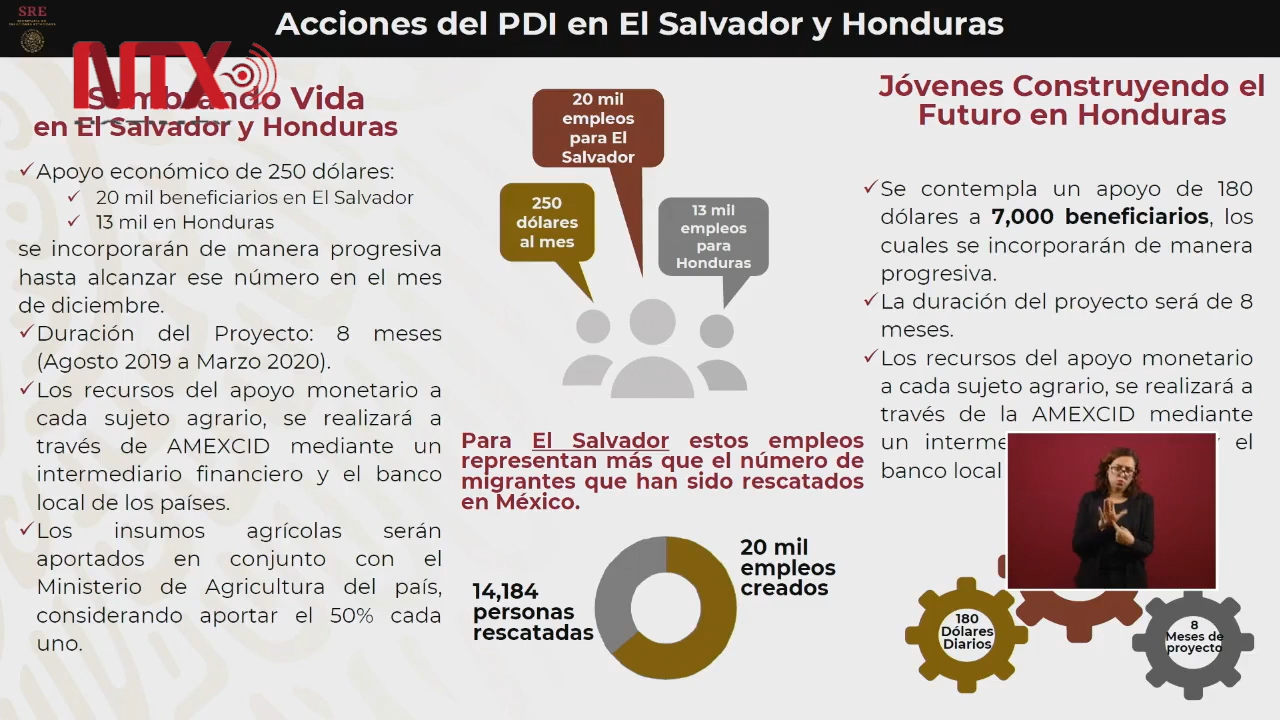 SRE
Acciones del PDI en El Salvador y Honduras
NTX
Sembrando Vida
en El Salvador y Honduras
Apoyo económico de 250 dólares:
20 mil beneficiarios en El Salvador
13 mil en Honduras
se incorporarán de manera progresiva
hasta alcanzar ese número en el mes
de diciembre.
Duración del Proyecto: 8 meses
(Agosto 2019 a Marzo 2020).
Los recursos del apoyo monetario a
cada sujeto agrario, se realizará a
través de AMEXCID mediante un
intermediario financiero y el banco
local de los países.
Los insumos agrícolas serán
aportados en conjunto con el
Ministerio de Agricultura del país,
considerando aportar el 50% cada
uno.
20 mil
empleos
para El
Salvador
250
dólares
al mes
13 mil
empleos
para
Honduras
Para El Salvador estos empleos
representan más que el número de
migrantes que han sido rescatados
en México.
14,184
personas
rescatadas
20 mil
empleos
creados
Jóvenes Construyendo el
Futuro en Honduras
Se contempla un apoyo de 180
dólares a 7,000 beneficiarios, los
cuales se incorporarán de manera
progresiva.
La duración del proyecto será de 8
meses.
Los recursos del apoyo monetario
a cada sujeto agrario, se realizará a
través de la AMEXCID mediante
un el
banco local
180
Dólares
Diarios
8
Meses de
proyecto